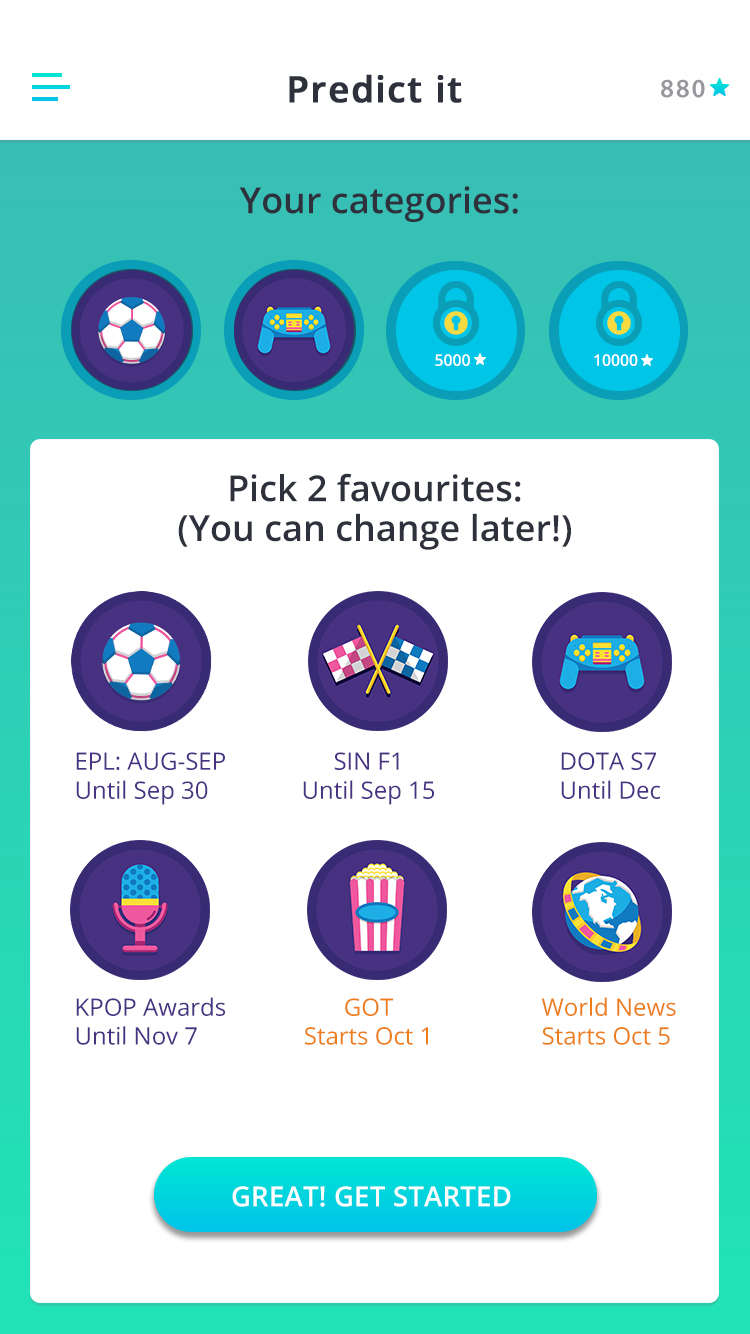 Predict it
880
Your categories:
5000
10000
Pick 2 favourites:
(You can change later!)
EPL: AUG-SEP
Until Sep 30
SIN F1
Until Sep 15
DOTA S7
Until Dec
KPOP Awards
Until Nov 7
GOT
Starts Oct 1
World News
Starts Oct 5
GREAT! GET STARTED